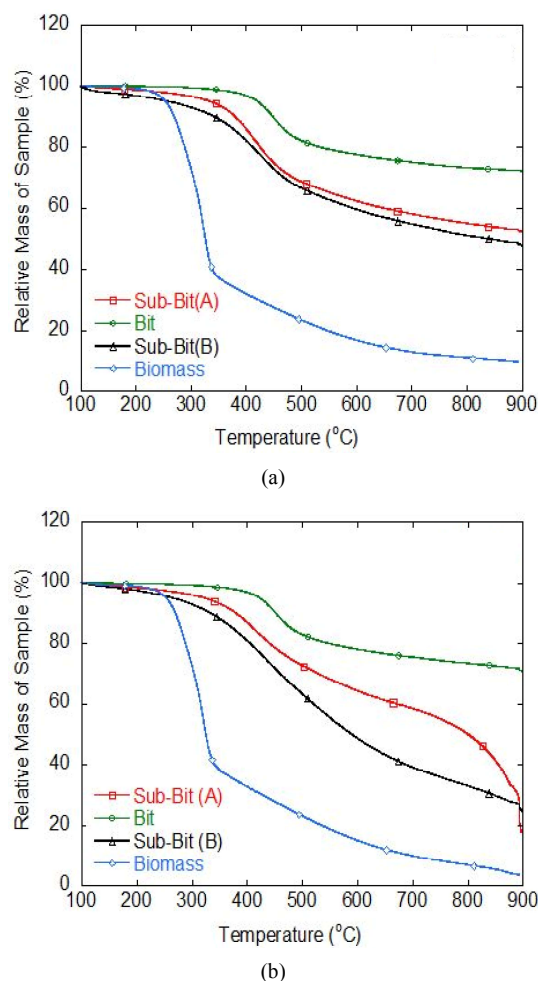 120
100
80
60
40
20
0
Relative Mass of Sample (%)
Sub-Bit(A)
Bit
Sub-Bit(B)
Biomass
100 200 300 400 500 600 700 800 900
Temperature (°C)
(a)
120
100
80
60
40
20
0
Relative Mass of Sample (%)
Sub-Bit (A)
Bit
Sub-Bit (B)
Biomass
100 200 300 400 500 600 700 800 900
Temperature (°C)
(b)